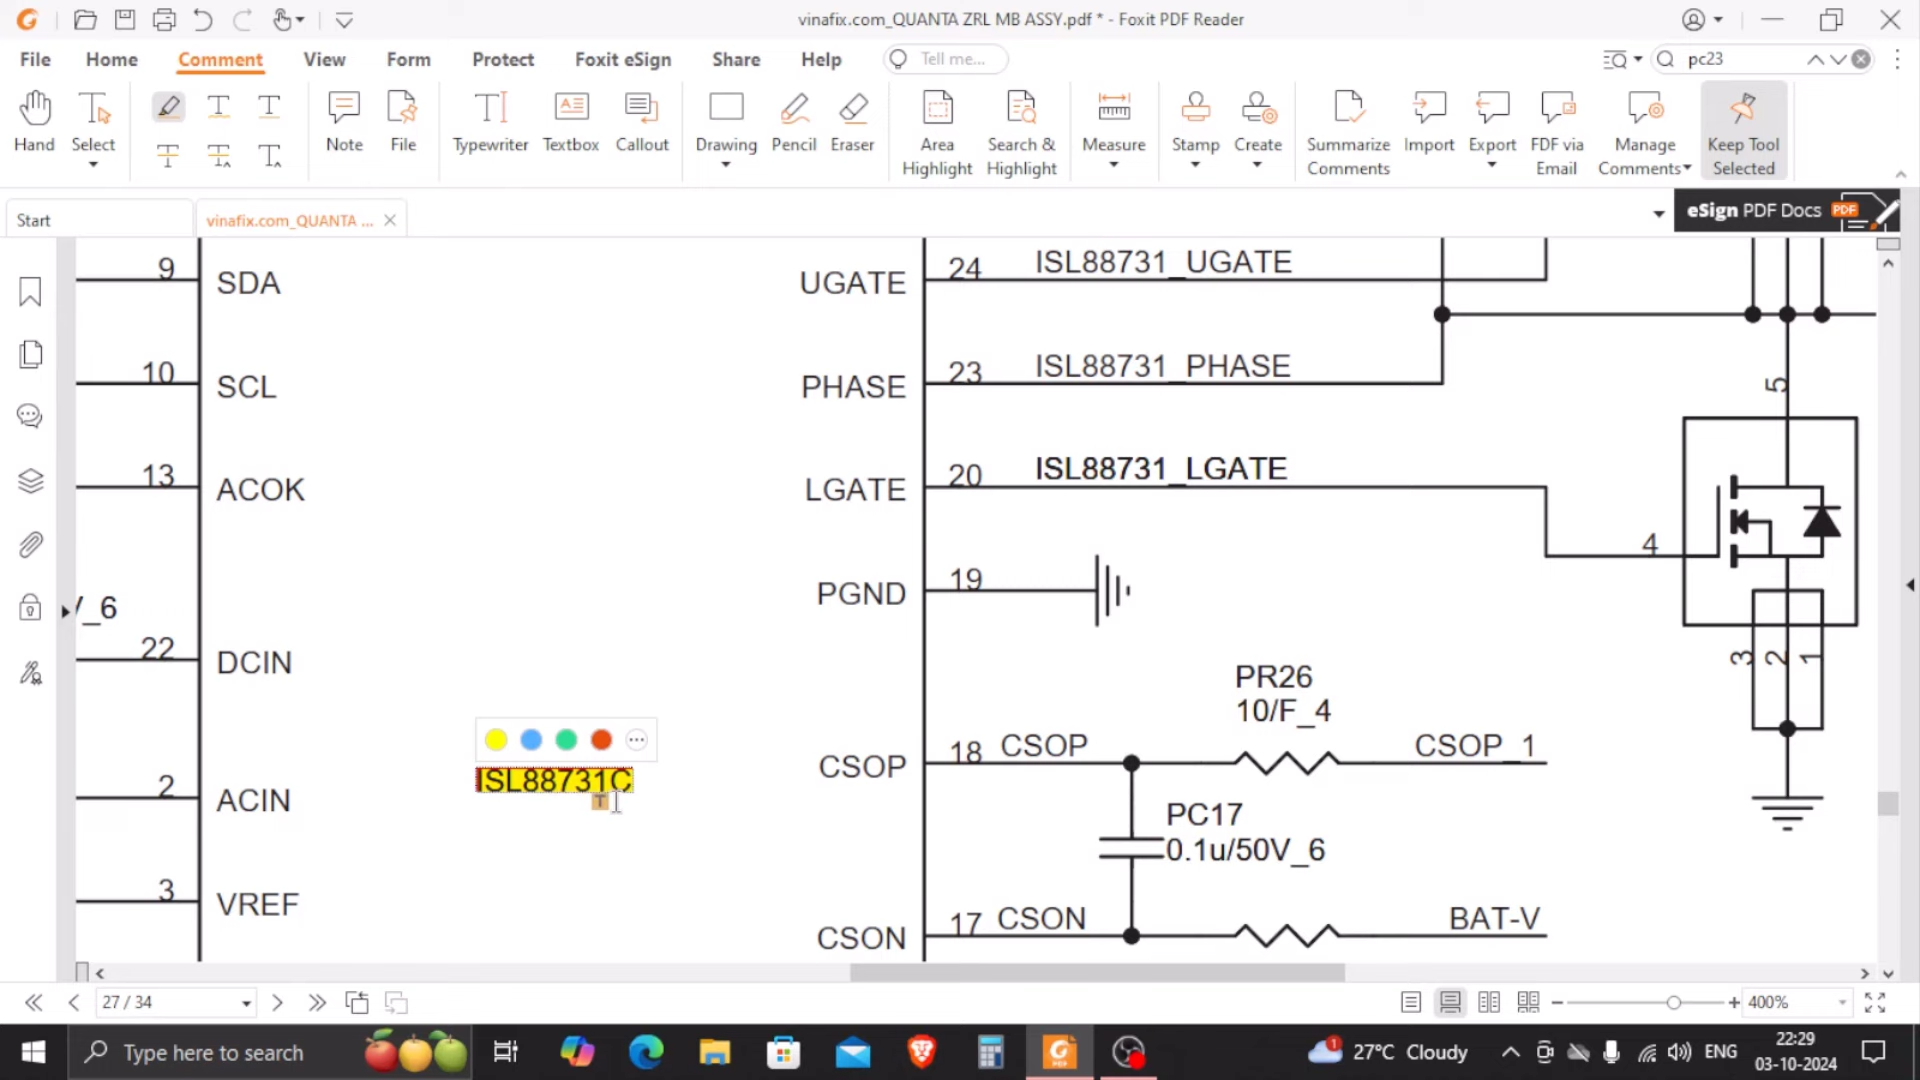 vinafix.com_QUANTA ZRL MB ASSY.pdf * - Foxit PDF Reader
File Home Comment View Form Protect Foxit eSign Share Help Tell me... pc23
Hand Select Note File Typewriter Textbox Callout Drawing Pencil Eraser Area Highlight Search & Highlight Measure Stamp Create Summarize Comments Import Export FDF via Email Manage Comments Keep Tool Selected
Start vinafix.com_QUANTA ... eSign PDF Docs PDF
9 SDA UGATE 24 ISL88731_UGATE
10 SCL PHASE 23 ISL88731_PHASE
5
13 ACOK LGATE 20 ISL88731_LGATE
4
PGND 19
V_6
22 DCIN
3 2 1
PR26
10/F_4
2 ACIN
ISL88731C
CSOP 18 CSOP CSOP_1
PC17
0.1u/50V_6
3 VREF
CSON 17 CSON BAT-V
27 / 34 400%
Type here to search 1 27°C Cloudy ENG 22:29
03-10-2024